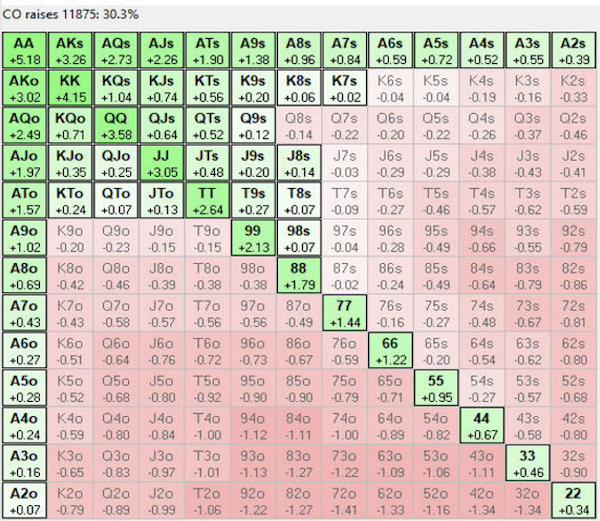 CO raises 11875: 30.3%
AA AKs AQs AJs ATs A9s A8s A7s A6s A5s A4s A3s A2s
+5.18 +3.26 +2.73 +2.26 +1.90 +1.38 +0.96 +0.84 +0.59 +0.72 +0.52 +0.55 +0.39
AKo KK KQs KJs KTs K9s K8s K7s K6s K5s K4s K3s K2s
+3.02 +4.15 +1.04 +0.74 +0.56 +0.20 +0.06 +0.02 -0.04 -0.04 -0.19 -0.16 -0.33
AQo KQo QQ QJs QTs Q9s Q8s Q7s Q6s Q5s Q4s Q3s Q2s
+2.49 +0.71 +3.58 +0.64 +0.52 +0.12 -0.14 -0.22 -0.20 -0.22 -0.26 -0.37 -0.46
AJo KJo QJo JJ JTs J9s J8s J7s J6s J5s J4s J3s J2s
+1.97 +0.35 +0.25 +3.05 +0.48 +0.20 +0.14 -0.03 -0.29 -0.29 -0.38 -0.43 -0.41
ATo KTo QTo JTo TT T9s T8s T7s T6s T5s T4s T3s T2s
+1.57 +0.24 +0.07 +0.13 +2.64 +0.27 +0.07 -0.09 -0.27 -0.46 -0.57 -0.62 -0.59
A9o K9o Q9o J9o T9o 99 98s 97s 96s 95s 94s 93s 92s
+1.02 -0.20 -0.23 -0.15 -0.15 +2.13 +0.07 -0.04 -0.28 -0.49 -0.66 -0.55 -0.79
A8o K8o Q8o J8o T8o 98o 88 87s 86s 85s 84s 83s 82s
+0.69 -0.42 -0.46 -0.39 -0.38 -0.38 +1.79 -0.02 -0.24 -0.49 -0.64 -0.79 -0.86
A7o K7o Q7o J7o T7o 97o 87o 77 76s 75s 74s 73s 72s
+0.43 -0.43 -0.58 -0.57 -0.56 -0.56 -0.49 +1.44 -0.16 -0.27 -0.48 -0.67 -0.81
A6o K6o Q6o J6o T6o 96o 86o 76o 66 65s 64s 63s 62s
+0.27 -0.51 -0.64 -0.76 -0.72 -0.73 -0.67 -0.59 +1.22 -0.20 -0.54 -0.62 -0.80
A5o K5o Q5o J5o T5o 95o 85o 75o 65o 55 54s 53s 52s
+0.28 -0.52 -0.68 -0.80 -0.92 -0.90 -0.90 -0.79 -0.71 +0.95 -0.27 -0.57 -0.68
A4o K4o Q4o J4o T4o 94o 84o 74o 64o 54o 44 43s 42s
+0.24 -0.59 -0.80 -0.84 -1.00 -1.12 -1.11 -1.00 -0.89 -0.82 +0.67 -0.58 -0.80
A3o K3o Q3o J3o T3o 93o 83o 73o 63o 53o 43o 33 32s
+0.16 -0.65 -0.83 -0.97 -1.01 -1.13 -1.27 -1.22 -1.09 -1.06 -1.11 +0.46 -0.90
A2o K2o Q2o J2o T2o 92o 82o 72o 62o 52o 42o 32o 22
+0.07 -0.79 -0.89 -0.99 -1.06 -1.22 -1.27 -1.41 -1.33 -1.16 -1.34 -1.34 +0.34